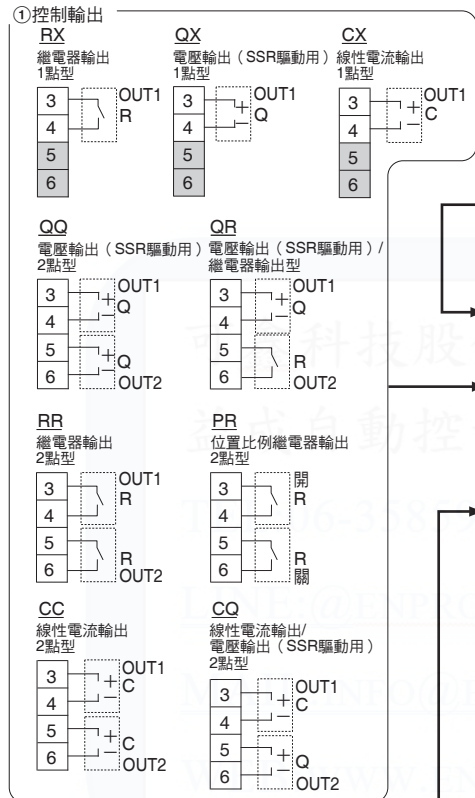 ①控制輸出
RX
繼電器輸出
1點型
3
4
5
6
OUT1
R
QX
電壓輸出（SSR驅動用）
1點型
3
4
5
6
OUT1
+
Q
−
CX
線性電流輸出
1點型
3
4
5
6
OUT1
+
C
−
QQ
電壓輸出（SSR驅動用）
2點型
3
4
5
6
OUT1
+
Q
−
+
Q
−
OUT2
QR
電壓輸出（SSR驅動用）/
繼電器輸出型
3
4
5
6
OUT1
+
Q
−
R
OUT2
RR
繼電器輸出
2點型
3
4
5
6
OUT1
R
R
OUT2
PR
位置比例繼電器輸出
2點型
3
4
5
6
開
R
R
關
CC
線性電流輸出
2點型
3
4
5
6
OUT1
+
C
−
+
C
−
OUT2
CQ
線性電流輸出/
電壓輸出（SSR驅動用）
2點型
3
4
5
6
OUT1
+
C
−
+
Q
−
OUT2